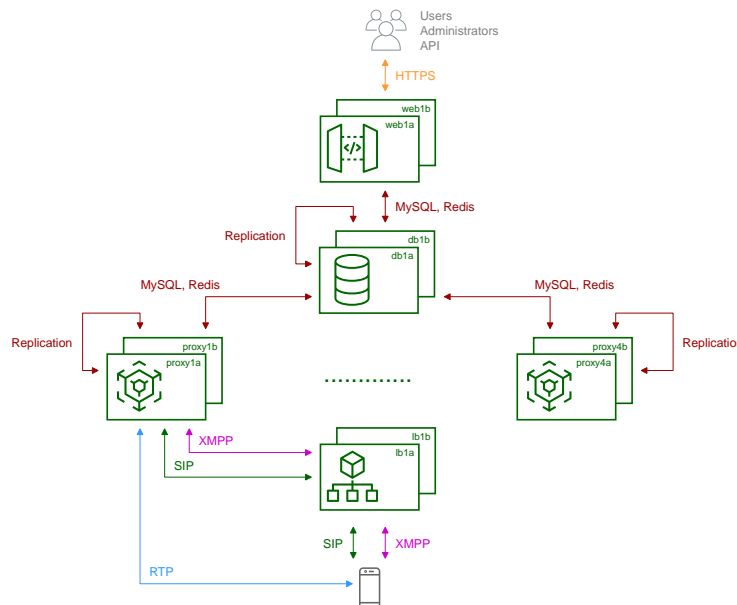 Users
Administrators
API
HTTPS
web1b
web1a
MySQL, Redis
Replication
db1b
db1a
MySQL, Redis
MySQL, Redis
Replication
proxy1b
proxy1a
proxy4b
proxy4a
Replicatio
lb1b
lb1a
XMPP
SIP
SIP
XMPP
RTP